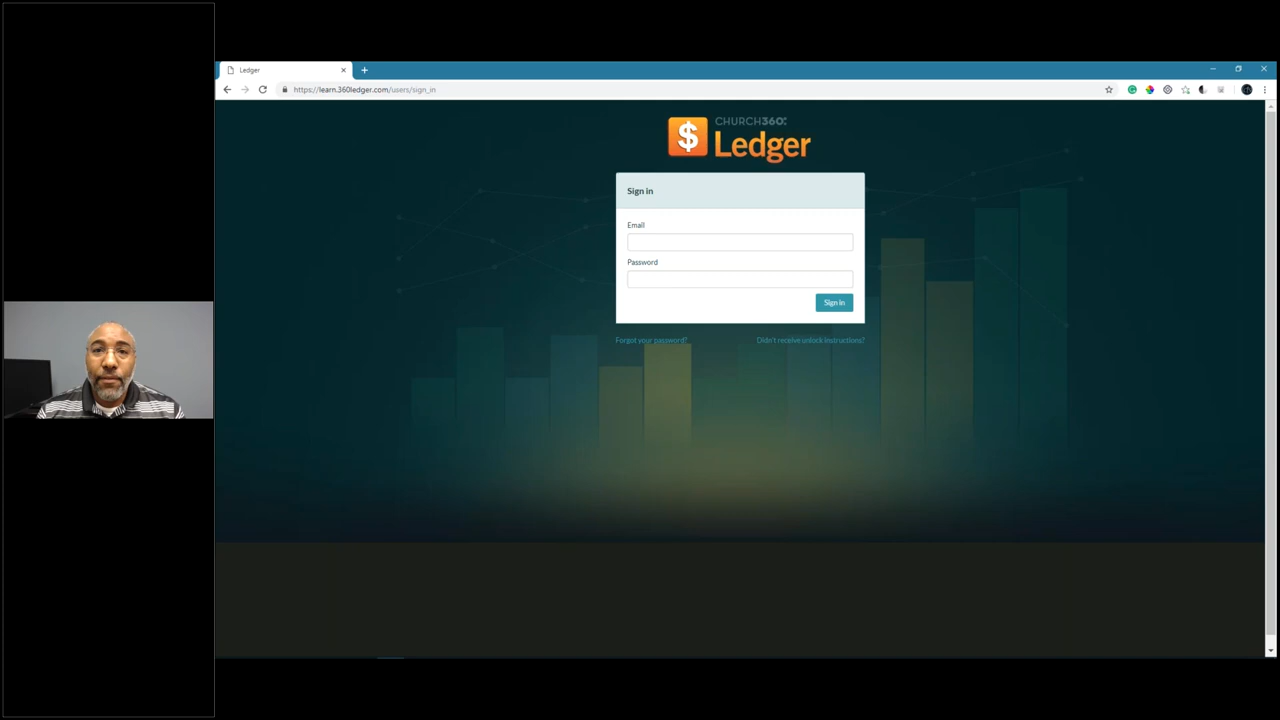 Ledger
https://learn.360ledger.com/users/sign_in
$
CHURCH360
Ledger
Sign in
Email
Password
Sign in
Forgot your password?
Didn't receive unlock instructions?